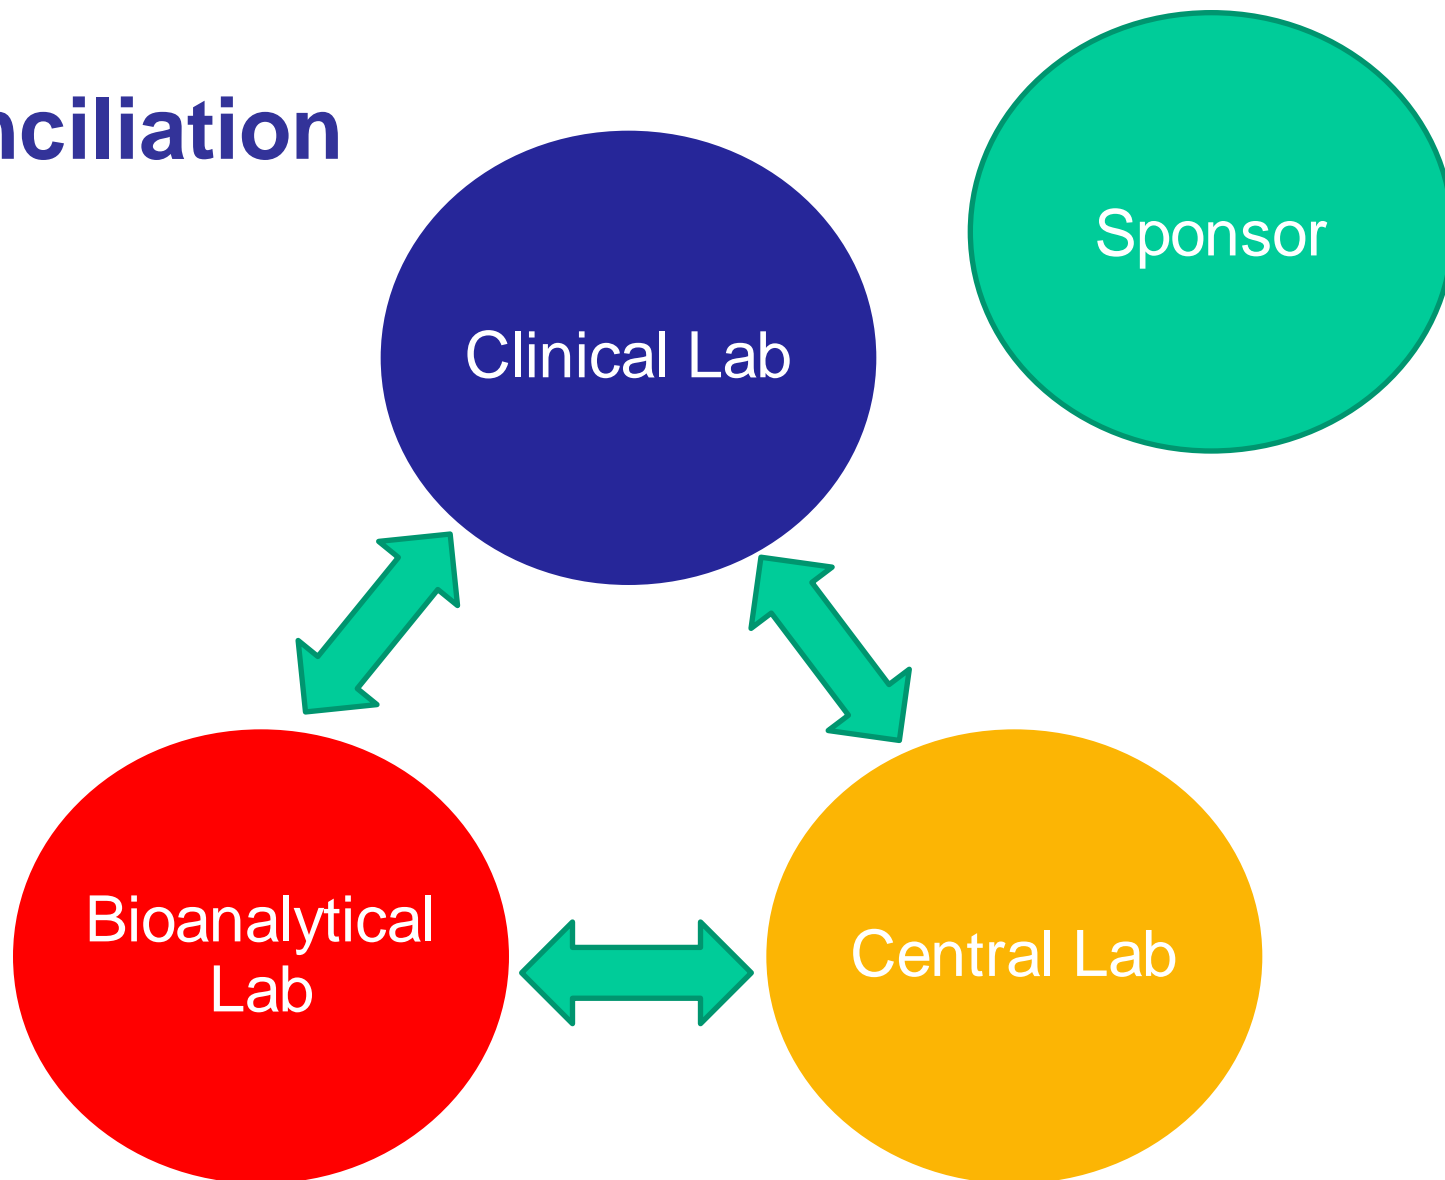 nciliation
Sponsor
Clinical Lab
Bioanalytical
Lab
Central Lab